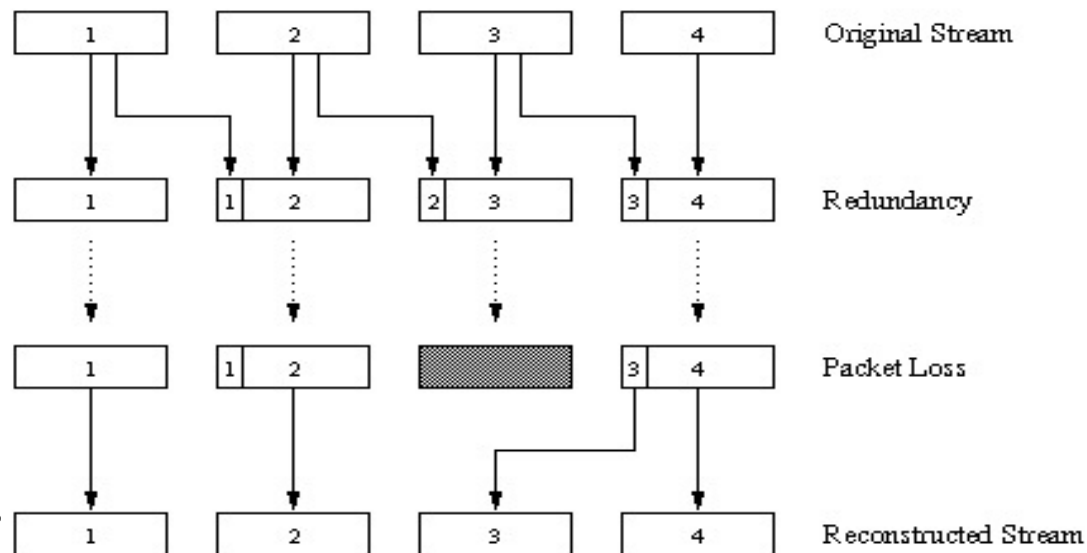 1 2 3 4 Original Stream
1 1 2 2 3 3 4 Redundancy
1 1 2 3 4 Packet Loss
1 2 3 4 Reconstructed Stream